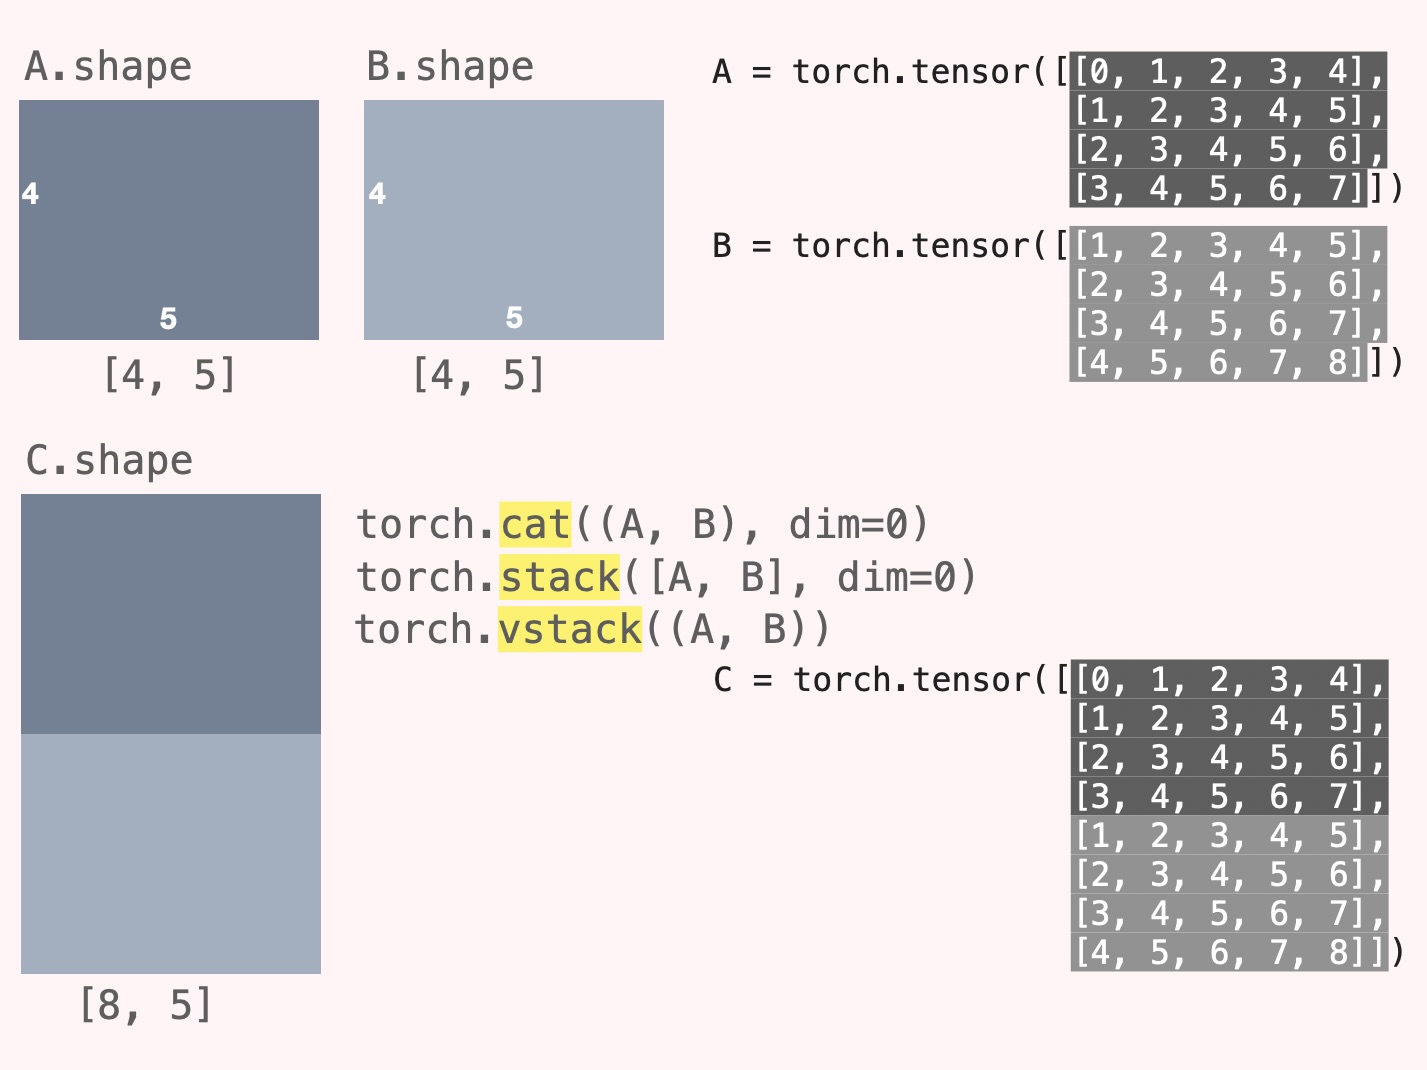 A.shape
B.shape
4
5
4
5
[4, 5]
[4, 5]
A = torch.tensor([[0, 1, 2, 3, 4],
[1, 2, 3, 4, 5],
[2, 3, 4, 5, 6],
[3, 4, 5, 6, 7]])
B = torch.tensor([[1, 2, 3, 4, 5],
[2, 3, 4, 5, 6],
[3, 4, 5, 6, 7],
[4, 5, 6, 7, 8]])
C.shape
[8, 5]
torch.cat((A, B), dim=0)
torch.stack([A, B], dim=0)
torch.vstack((A, B))
C = torch.tensor([[0, 1, 2, 3, 4],
[1, 2, 3, 4, 5],
[2, 3, 4, 5, 6],
[3, 4, 5, 6, 7],
[1, 2, 3, 4, 5],
[2, 3, 4, 5, 6],
[3, 4, 5, 6, 7],
[4, 5, 6, 7, 8]])